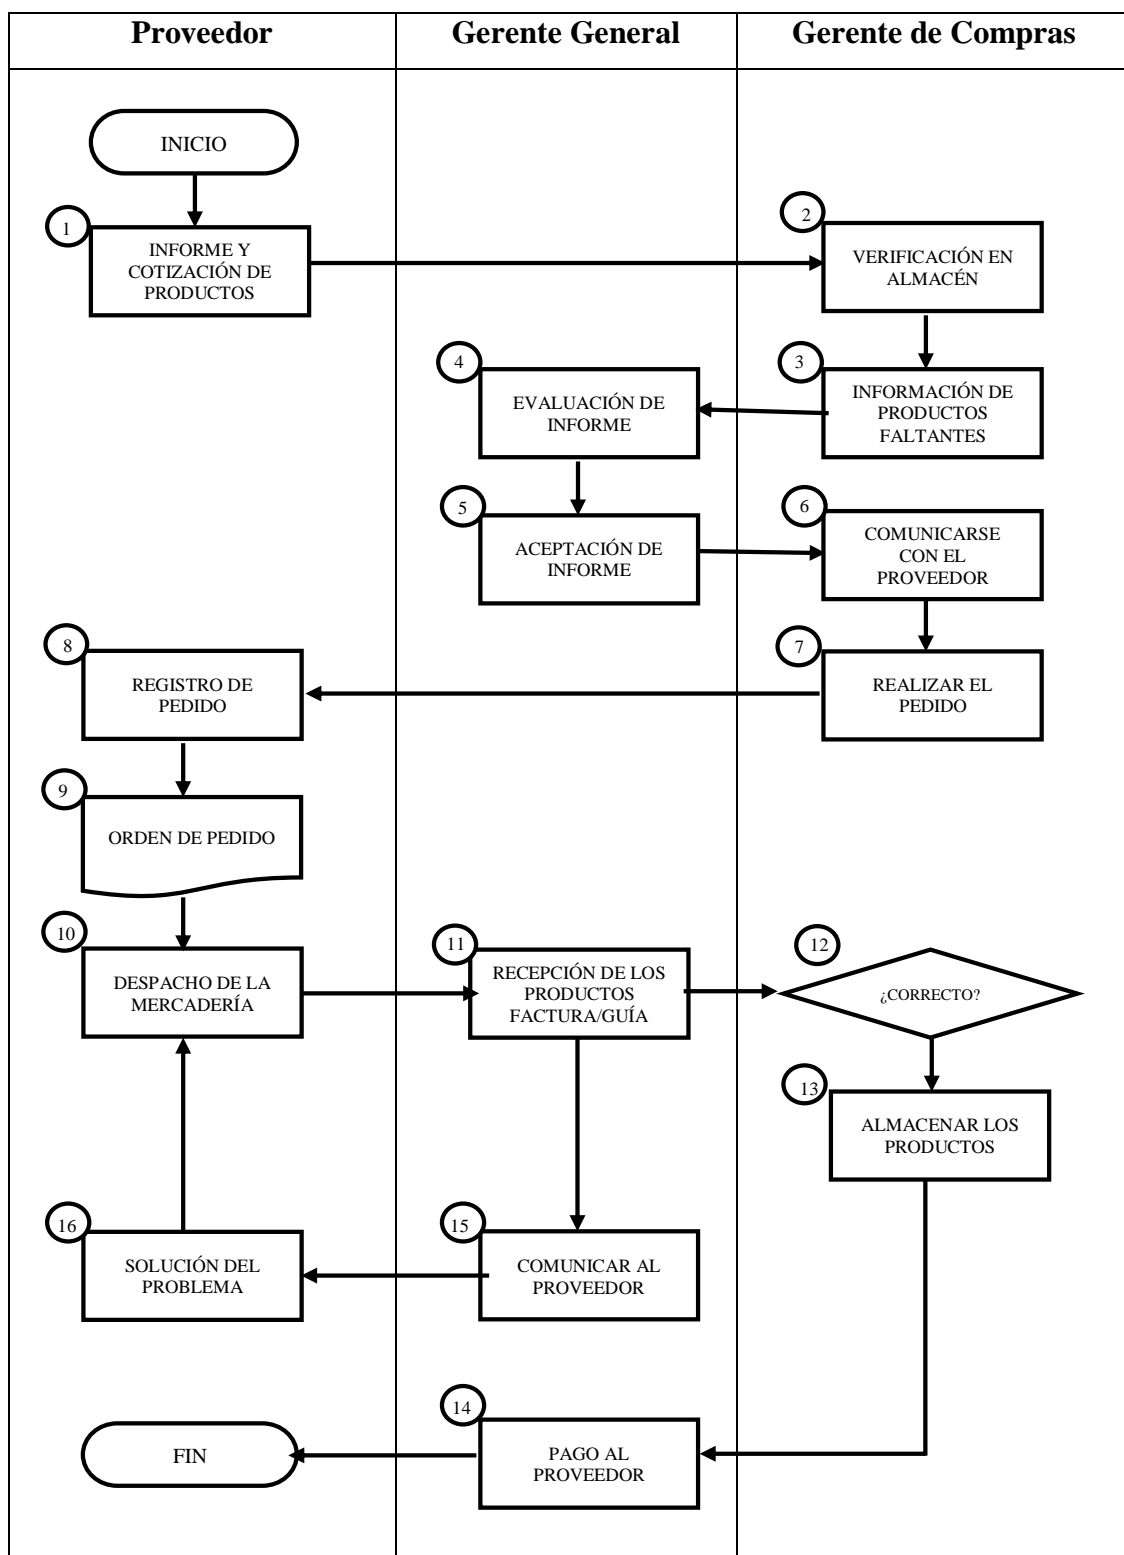 Proveedor
Gerente General
Gerente de Compras
INICIO
1
INFORME Y
COTIZACIÓN DE
PRODUCTOS
2
VERIFICACIÓN EN
ALMACÉN
3
INFORMACIÓN DE
PRODUCTOS
FALTANTES
4
EVALUACIÓN DE
INFORME
5
ACEPTACIÓN DE
INFORME
6
COMUNICARSE
CON EL
PROVEEDOR
7
REALIZAR EL
PEDIDO
8
REGISTRO DE
PEDIDO
9
ORDEN DE PEDIDO
10
DESPACHO DE LA
MERCADERÍA
11
RECEPCIÓN DE LOS
PRODUCTOS
FACTURA/GUÍA
12
¿CORRECTO?
13
ALMACENAR LOS
PRODUCTOS
16
SOLUCIÓN DEL
PROBLEMA
15
COMUNICAR AL
PROVEEDOR
14
PAGO AL
PROVEEDOR
FIN